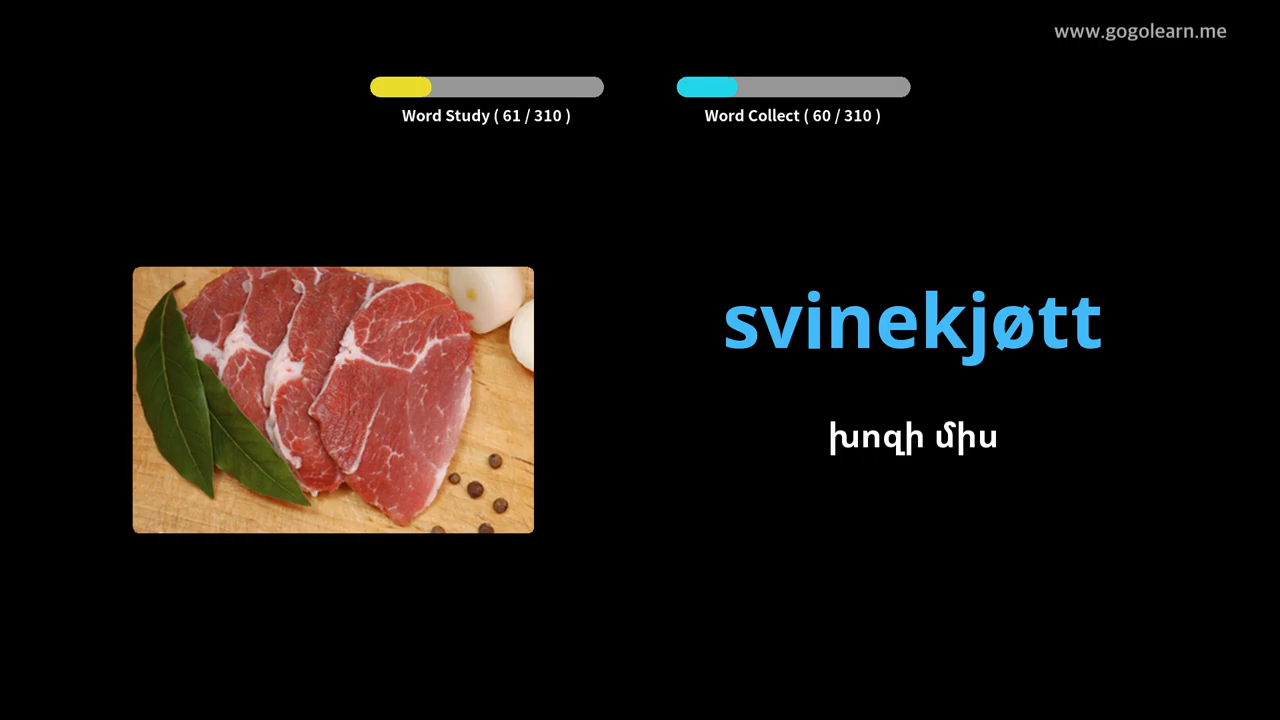 www.gogolearn.me
Word Study ( 61 / 310 )
Word Collect ( 60 / 310 )
svinekjøtt
խոզի միս